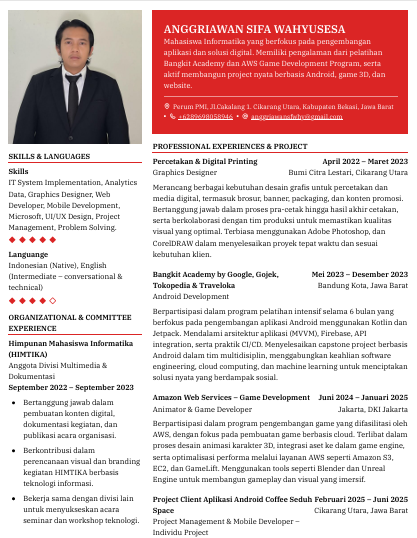 ANGGRIAWAN SIFA WAHYUSESA
Mahasiswa Informatika yang berfokus pada pengembangan
aplikasi dan solusi digital. Memiliki pengalaman dari pelatihan
Bangkit Academy dan AWS Game Development Program, serta
aktif membangun project nyata berbasis Android, game 3D, dan
website.
Perum PMI, Jl.Cakalang 1. Cikarang Utara, Kabupaten Bekasi, Jawa Barat
• +6289698058946 • anggriawansfwhy@gmail.com
SKILLS & LANGUAGES
Skills
IT System Implementation, Analytics
Data, Graphics Designer, Web
Developer, Mobile Development,
Microsoft, UI/UX Design, Project
Management, Problem Solving.
Languange
Indonesian (Native), English
(Intermediate – conversational &
technical)
ORGANIZATIONAL & COMMITTEE
EXPERIENCE
Himpunan Mahasiswa Informatika
(HIMTIKA)
Anggota Divisi Multimedia &
Dokumentasi
September 2022 – September 2023
• Bertanggung jawab dalam
pembuatan konten digital,
dokumentasi kegiatan, dan
publikasi acara organisasi.
• Berkontribusi dalam
perencanaan visual dan branding
kegiatan HIMTIKA berbasis
teknologi informasi.
• Bekerja sama dengan divisi lain
untuk menyukseskan acara
seminar dan workshop teknologi.
PROFESSIONAL EXPERIENCES & PROJECT
Percetakan & Digital Printing April 2022 – Maret 2023
Graphics Designer Bumi Citra Lestari, Cikarang Utara
Merancang berbagai kebutuhan desain grafis untuk percetakan dan
media digital, termasuk brosur, banner, packaging, dan konten promosi.
Bertanggung jawab dalam proses pra-cetak hingga hasil akhir cetakan,
serta berkolaborasi dengan tim produksi untuk memastikan kualitas
visual yang optimal. Terbiasa menggunakan Adobe Photoshop, dan
CorelDRAW dalam menyelesaikan proyek tepat waktu dan sesuai
kebutuhan klien.
Bangkit Academy by Google, Gojek, Mei 2023 – Desember 2023
Tokopedia & Traveloka Bandung Kota, Jawa Barat
Android Development
Berpartisipasi dalam program pelatihan intensif selama 6 bulan yang
berfokus pada pengembangan aplikasi Android menggunakan Kotlin dan
Jetpack. Mendalami arsitektur aplikasi (MVVM), Firebase, API
integration, serta praktik CI/CD. Menyelesaikan capstone project berbasis
Android dalam tim multidisiplin, menggabungkan keahlian software
engineering, cloud computing, dan machine learning untuk menciptakan
solusi nyata yang berdampak sosial.
Amazon Web Services – Game Development Juni 2024 – Januari 2025
Animator & Game Developer Jakarta, DKI Jakarta
Berpartisipasi dalam program pengembangan game yang difasilitasi oleh
AWS, dengan fokus pada pembuatan game berbasis cloud. Terlibat dalam
proses desain animasi karakter 3D, integrasi aset ke dalam game engine,
serta optimalisasi performa melalui layanan AWS seperti Amazon S3,
EC2, dan GameLift. Menggunakan tools seperti Blender dan Unreal
Engine untuk membangun gameplay dan visual yang imersif.
Project Client Aplikasi Android Coffee Seduh Februari 2025 – Juni 2025
Space Cikarang Utara, Jawa Barat
Project Management & Mobile Developer –
Individu Project